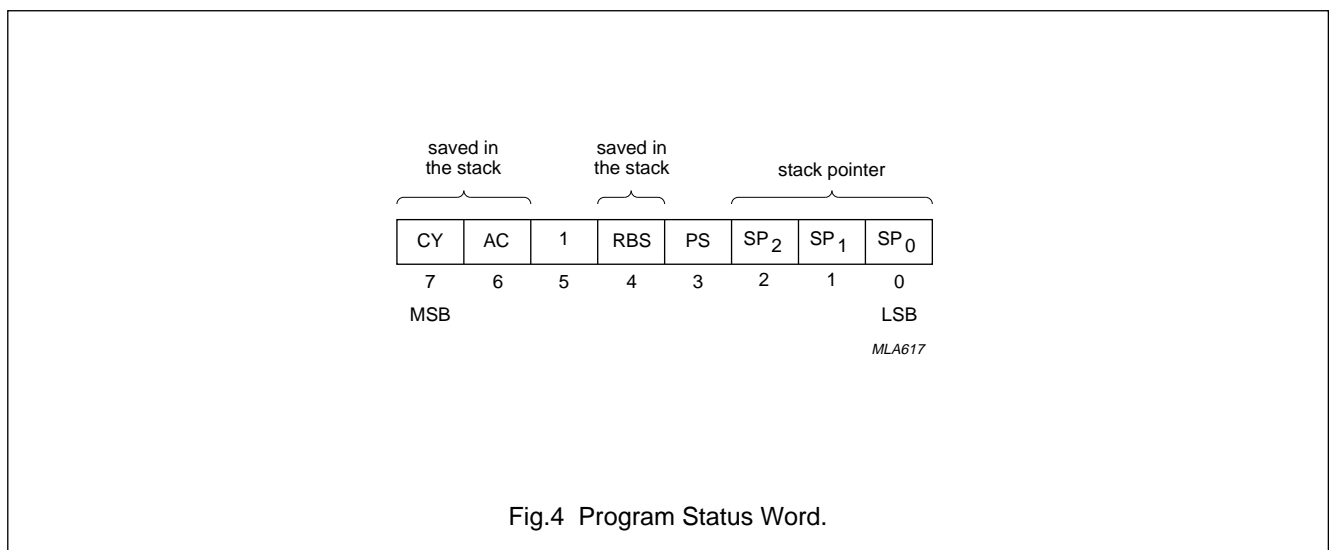 saved in
the stack
saved in
the stack
stack pointer
CY AC 1 RBS PS SP2 SP1 SP0
7 6 5 4 3 2 1 0
MSB LSB
MLA617
Fig.4 Program Status Word.